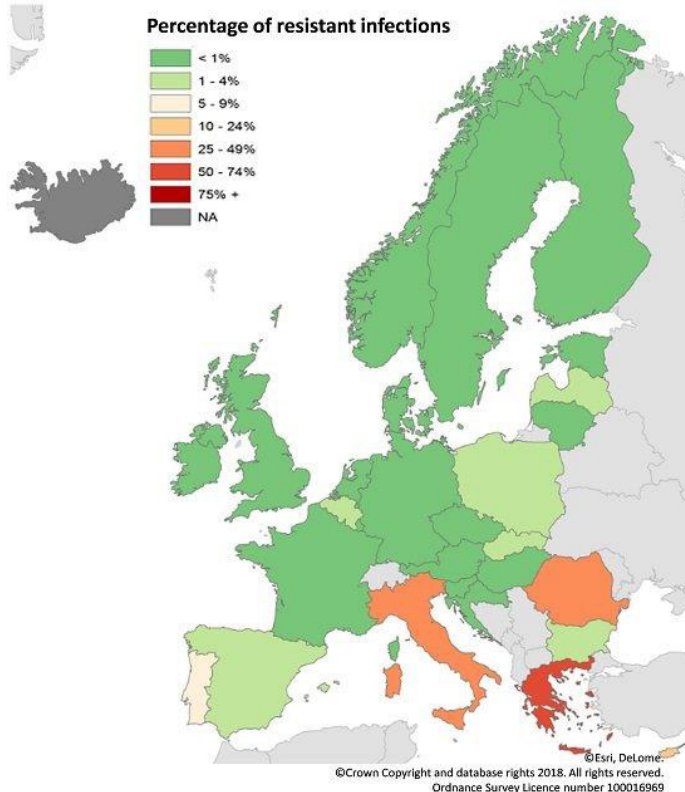 Percentage of resistant infections
< 1%
1 - 4%
5 - 9%
10 - 24%
25 - 49%
50 - 74%
75% +
NA
©Esri, DeLome.
©Crown Copyright and database rights 2018. All rights reserved.
Ordnance Survey Licence number 100016969